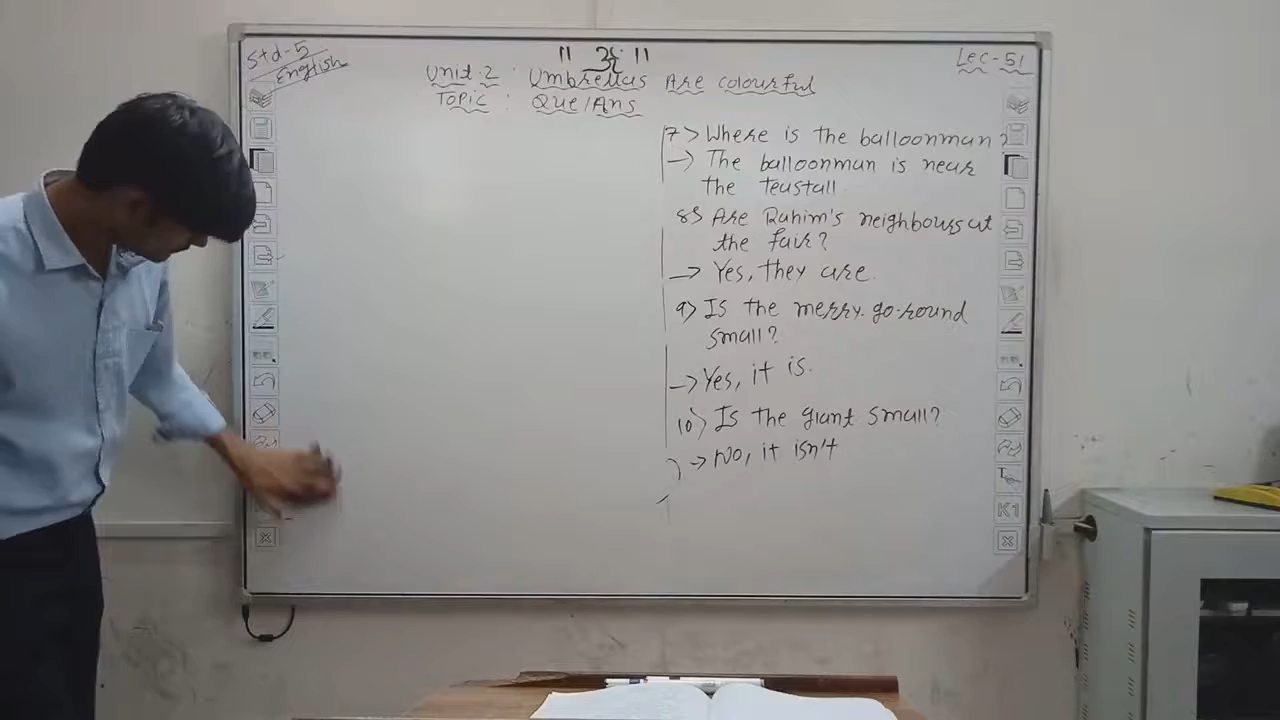 Std-5
English
" ૐ "
Lec-51
Unit:2 : Umbrellas Are colourful
Topic : Que/Ans
7> Where is the balloonman?
→ The balloonman is near
the teastall
8> Are Rahim's neighbours at
the fair?
→ Yes, they are.
9> Is the merry-go-round
small?
→ Yes, it is.
10) Is the giant small?
→ No, it isn't
T
K1